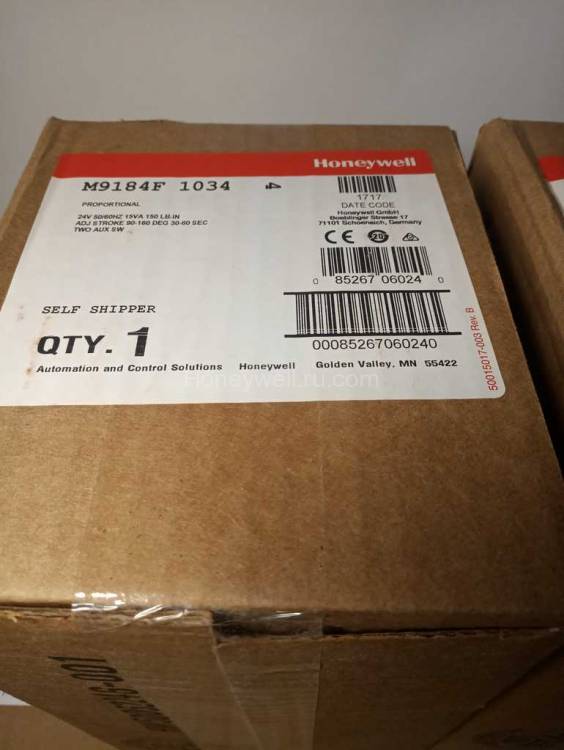 Honeywell
M9184F 1034 4
PROPORTIONAL
24V 50/60HZ 15VA 150 LB-IN
ADJ STROKE 90-160 DEG 30-60 SEC
TWO AUX SW
1717
DATE CODE
Honeywell GmbH
Boeblinger Strasse 17
71101 Schoenaich, Germany
CE
20
0 85267 06024 0
SELF SHIPPER
QTY. 1
00085267060240
Automation and Control Solutions Honeywell Golden Valley, MN 55422
50015017-003 Rev. B
Honeywell.ru.com